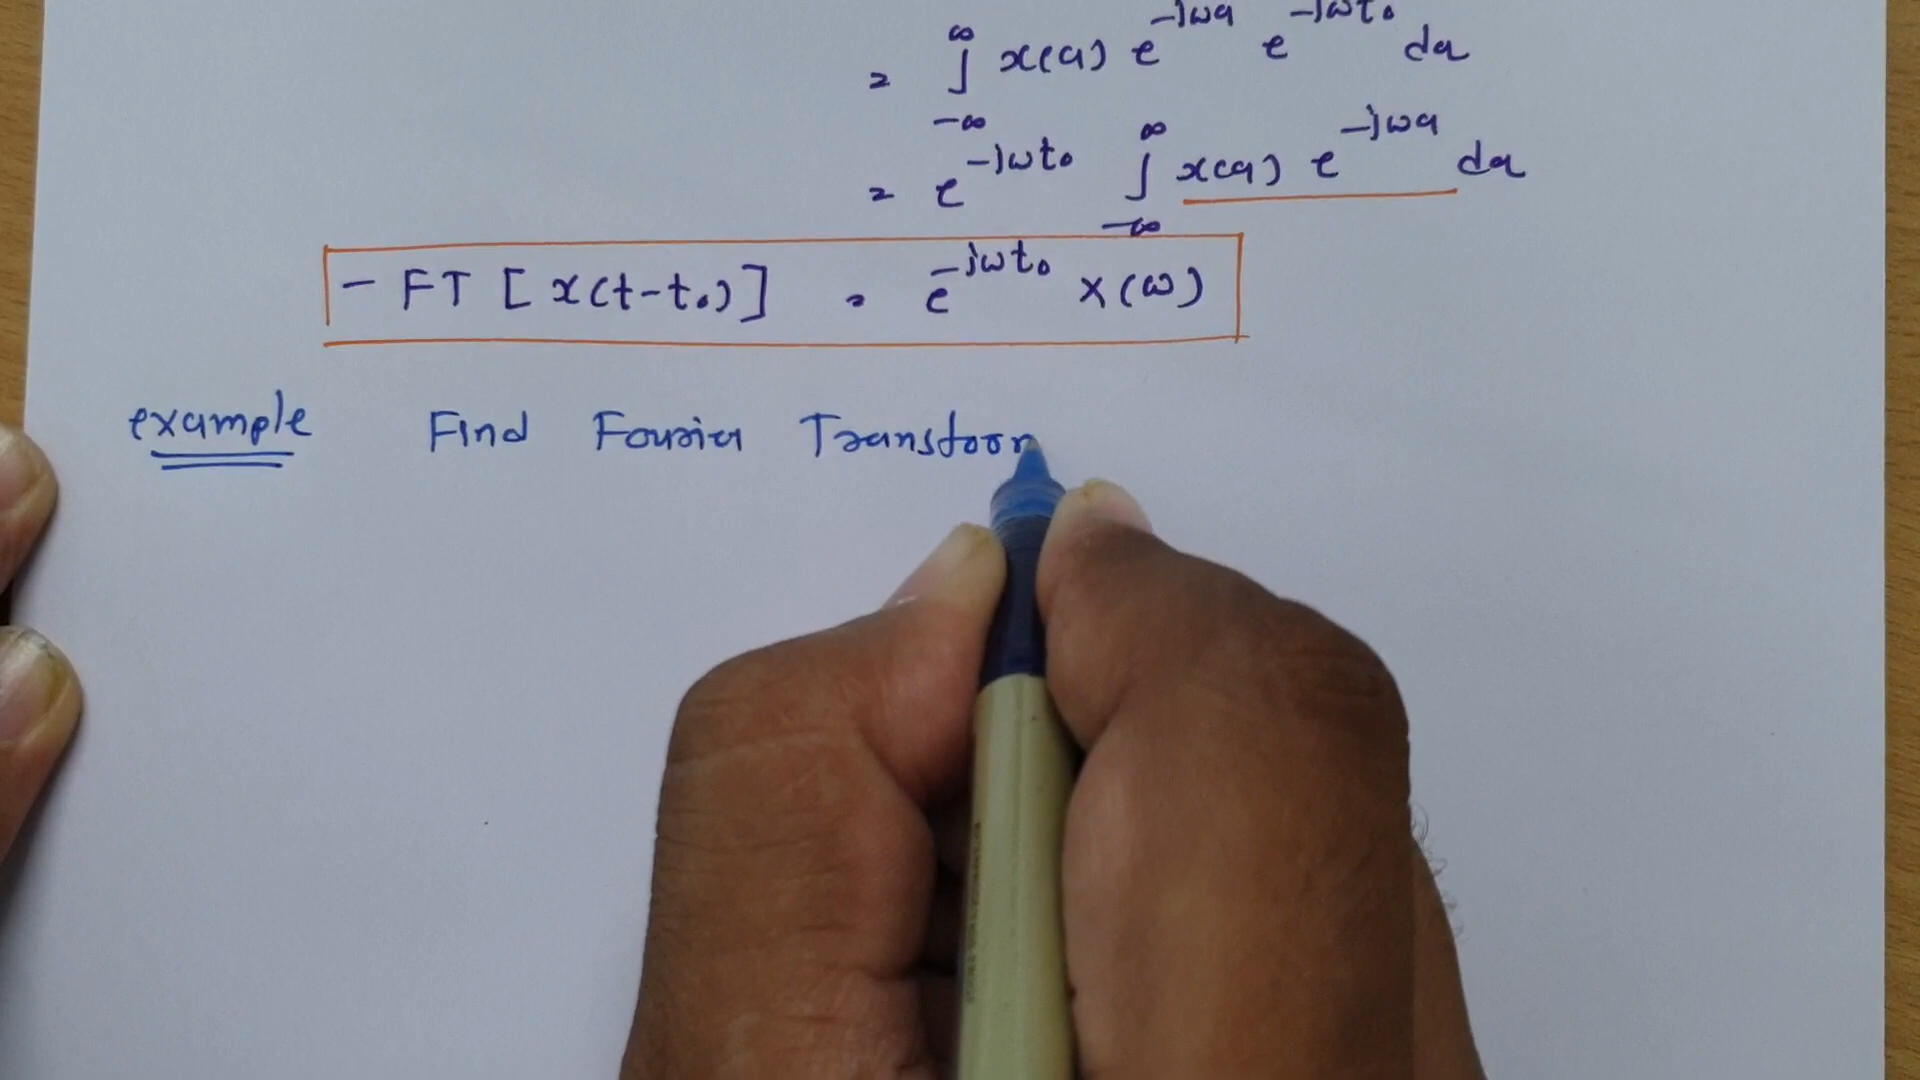 = ∫_{-∞}^{∞} x(a) e^{-jωa} e^{-jωt₀} da
= e^{-jωt₀} ∫_{-∞}^{∞} x(a) e^{-jωa} da
- FT [x(t-t₀)] = e^{-jωt₀} X(ω)
example Find Fourier Transform